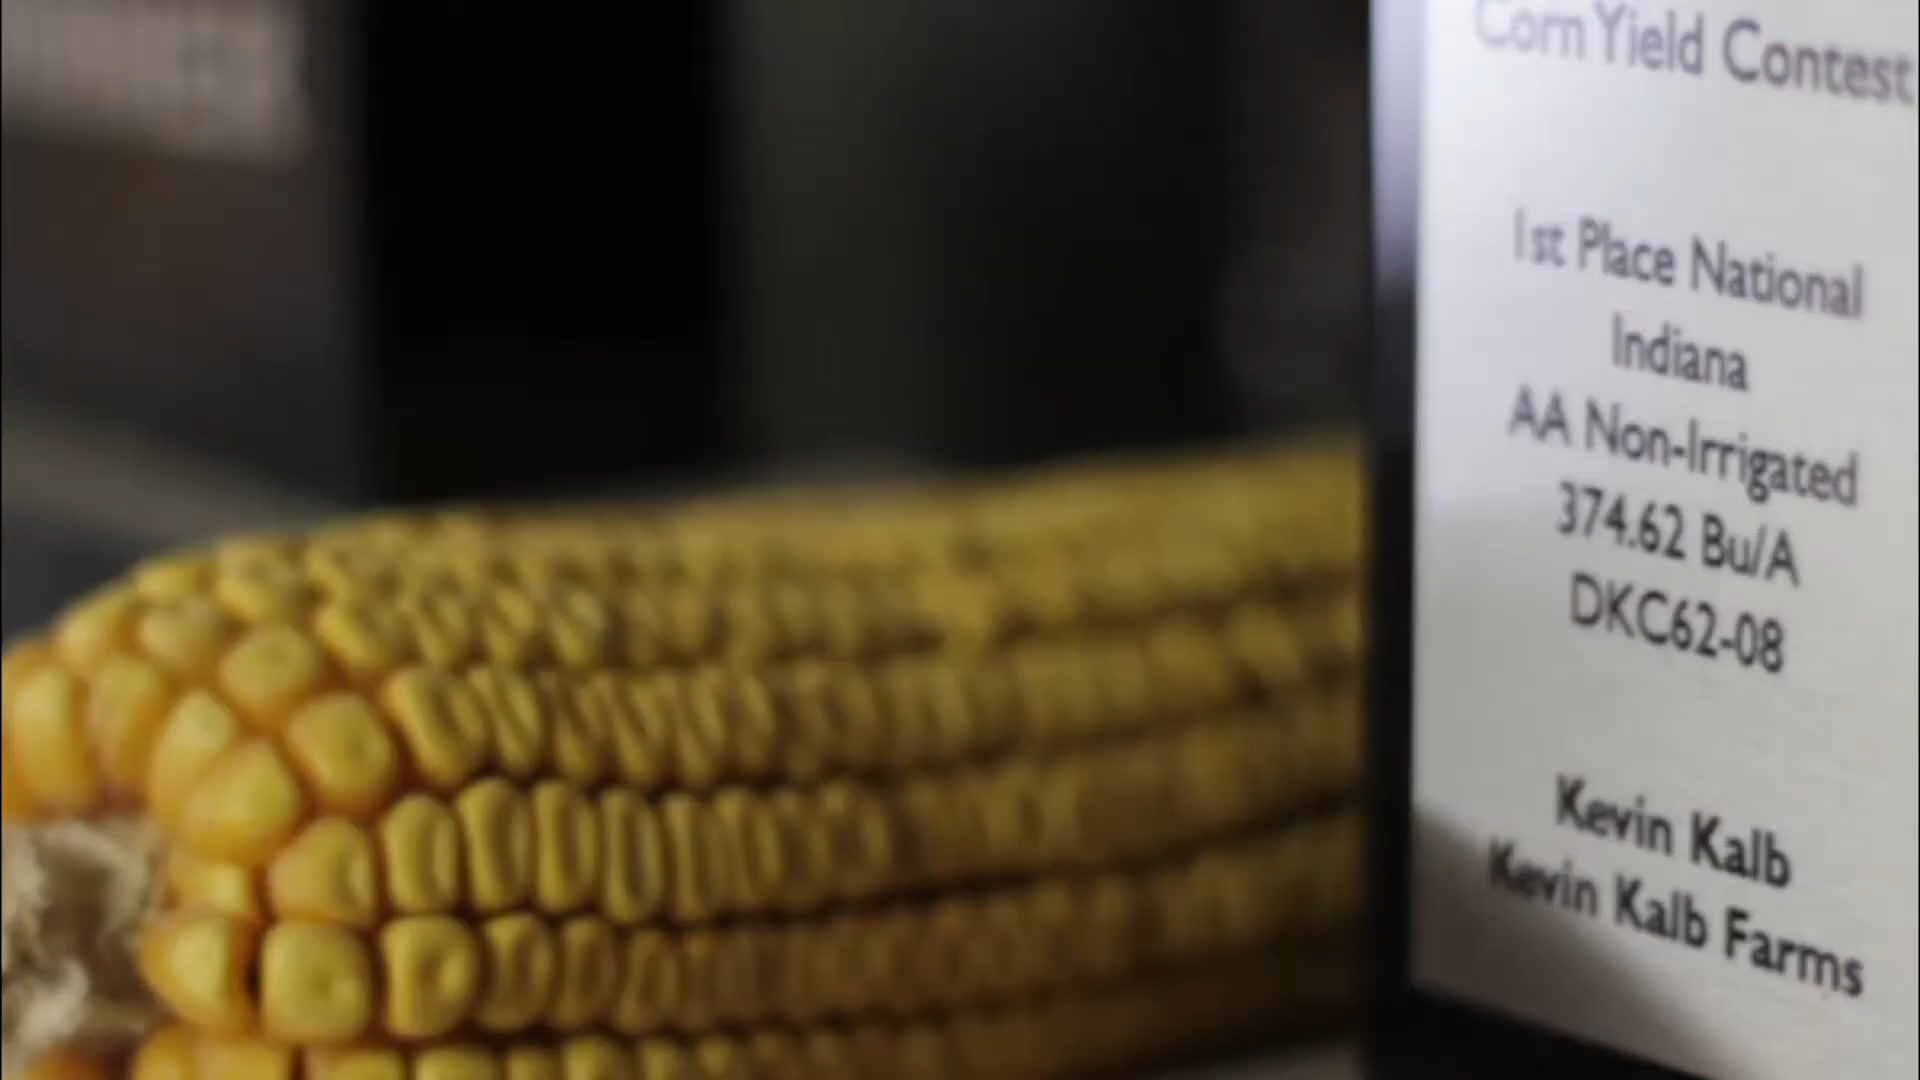 Corn Yield Contest
1st Place National
Indiana
AA Non-Irrigated
374.62 Bu/A
DKC62-08
Kevin Kalb
Kevin Kalb Farms